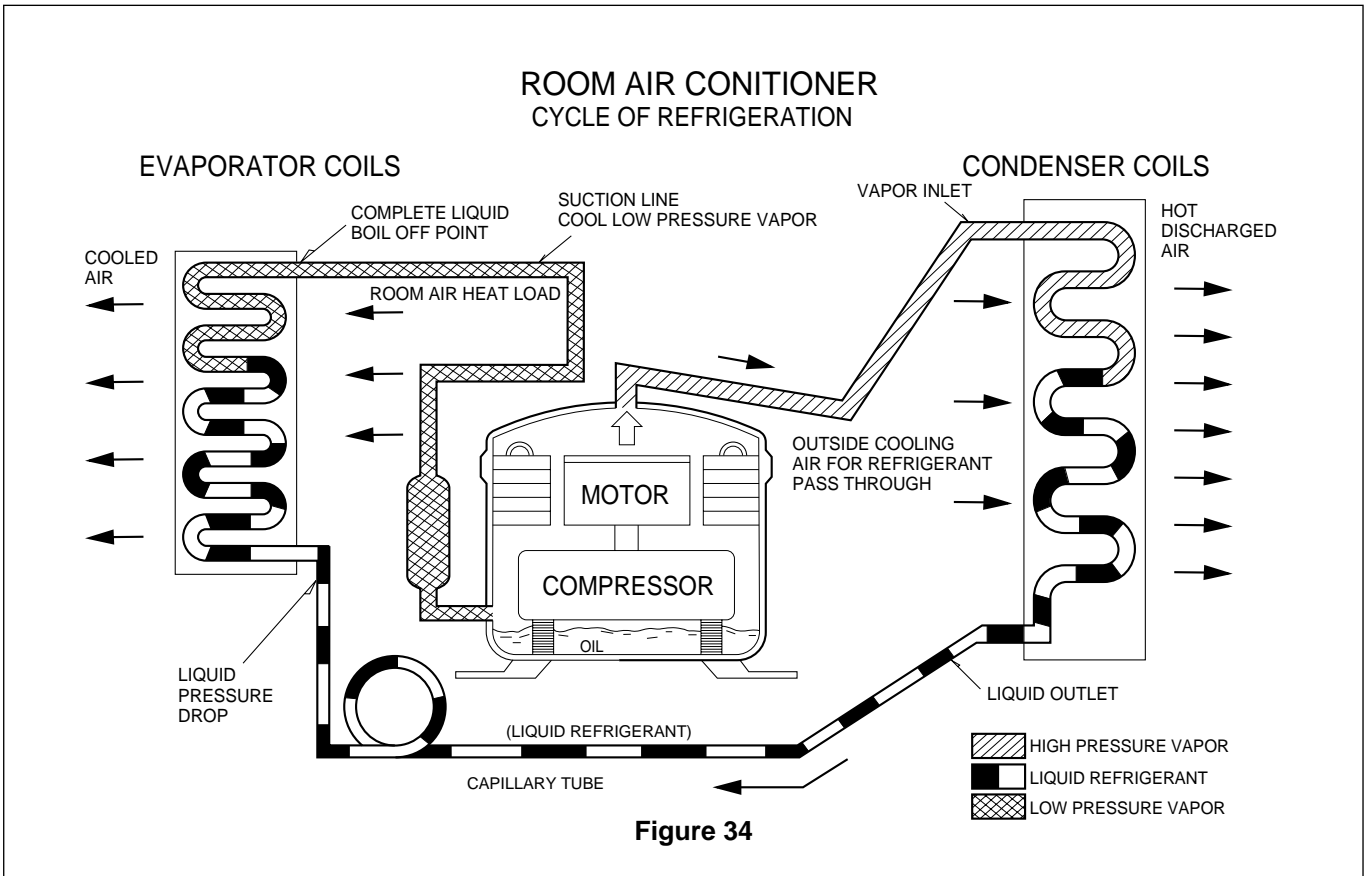 ROOM AIR CONITIONER
CYCLE OF REFRIGERATION
EVAPORATOR COILS
CONDENSER COILS
COMPLETE LIQUID
BOIL OFF POINT
SUCTION LINE
COOL LOW PRESSURE VAPOR
VAPOR INLET
HOT
DISCHARGED
AIR
COOLED
AIR
ROOM AIR HEAT LOAD
OUTSIDE COOLING
AIR FOR REFRIGERANT
PASS THROUGH
MOTOR
COMPRESSOR
OIL
LIQUID
PRESSURE
DROP
LIQUID OUTLET
(LIQUID REFRIGERANT)
CAPILLARY TUBE
HIGH PRESSURE VAPOR
LIQUID REFRIGERANT
LOW PRESSURE VAPOR
Figure 34